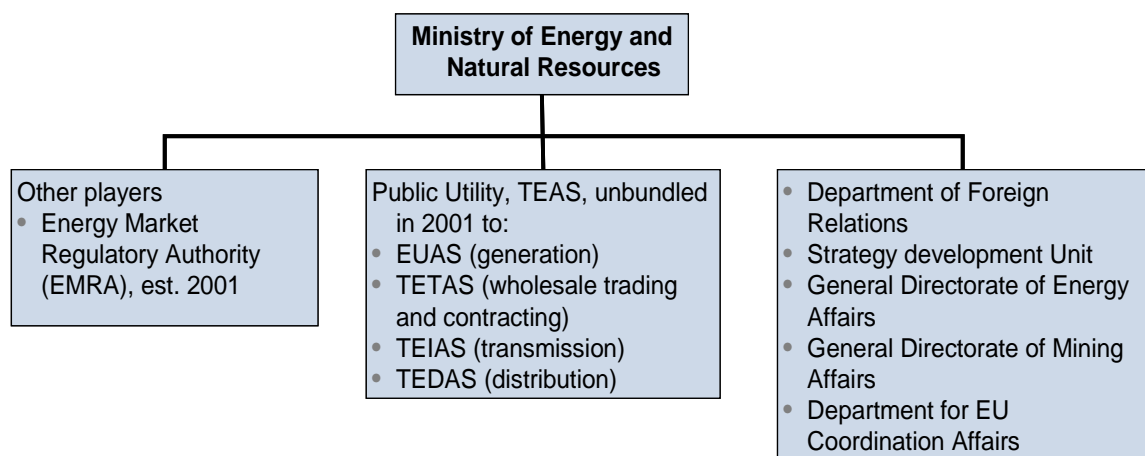 Ministry of Energy and
Natural Resources
Other players
• Energy Market
Regulatory Authority
(EMRA), est. 2001
Public Utility, TEAS, unbundled
in 2001 to:
• EUAS (generation)
• TETAS (wholesale trading
and contracting)
• TEIAS (transmission)
• TEDAS (distribution)
• Department of Foreign
Relations
• Strategy development Unit
• General Directorate of Energy
Affairs
• General Directorate of Mining
Affairs
• Department for EU
Coordination Affairs